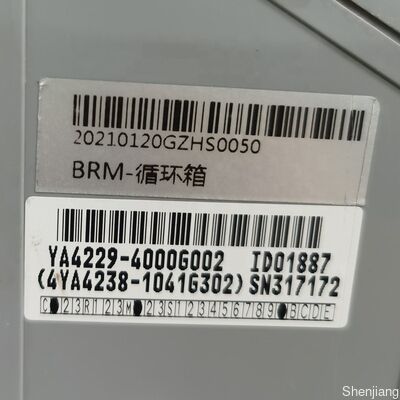 20210120GZHS0050
BRM-循环箱
YA4229-4000G002 ID01887
(4YA4238-1041G302) SN317172
Shenjiang